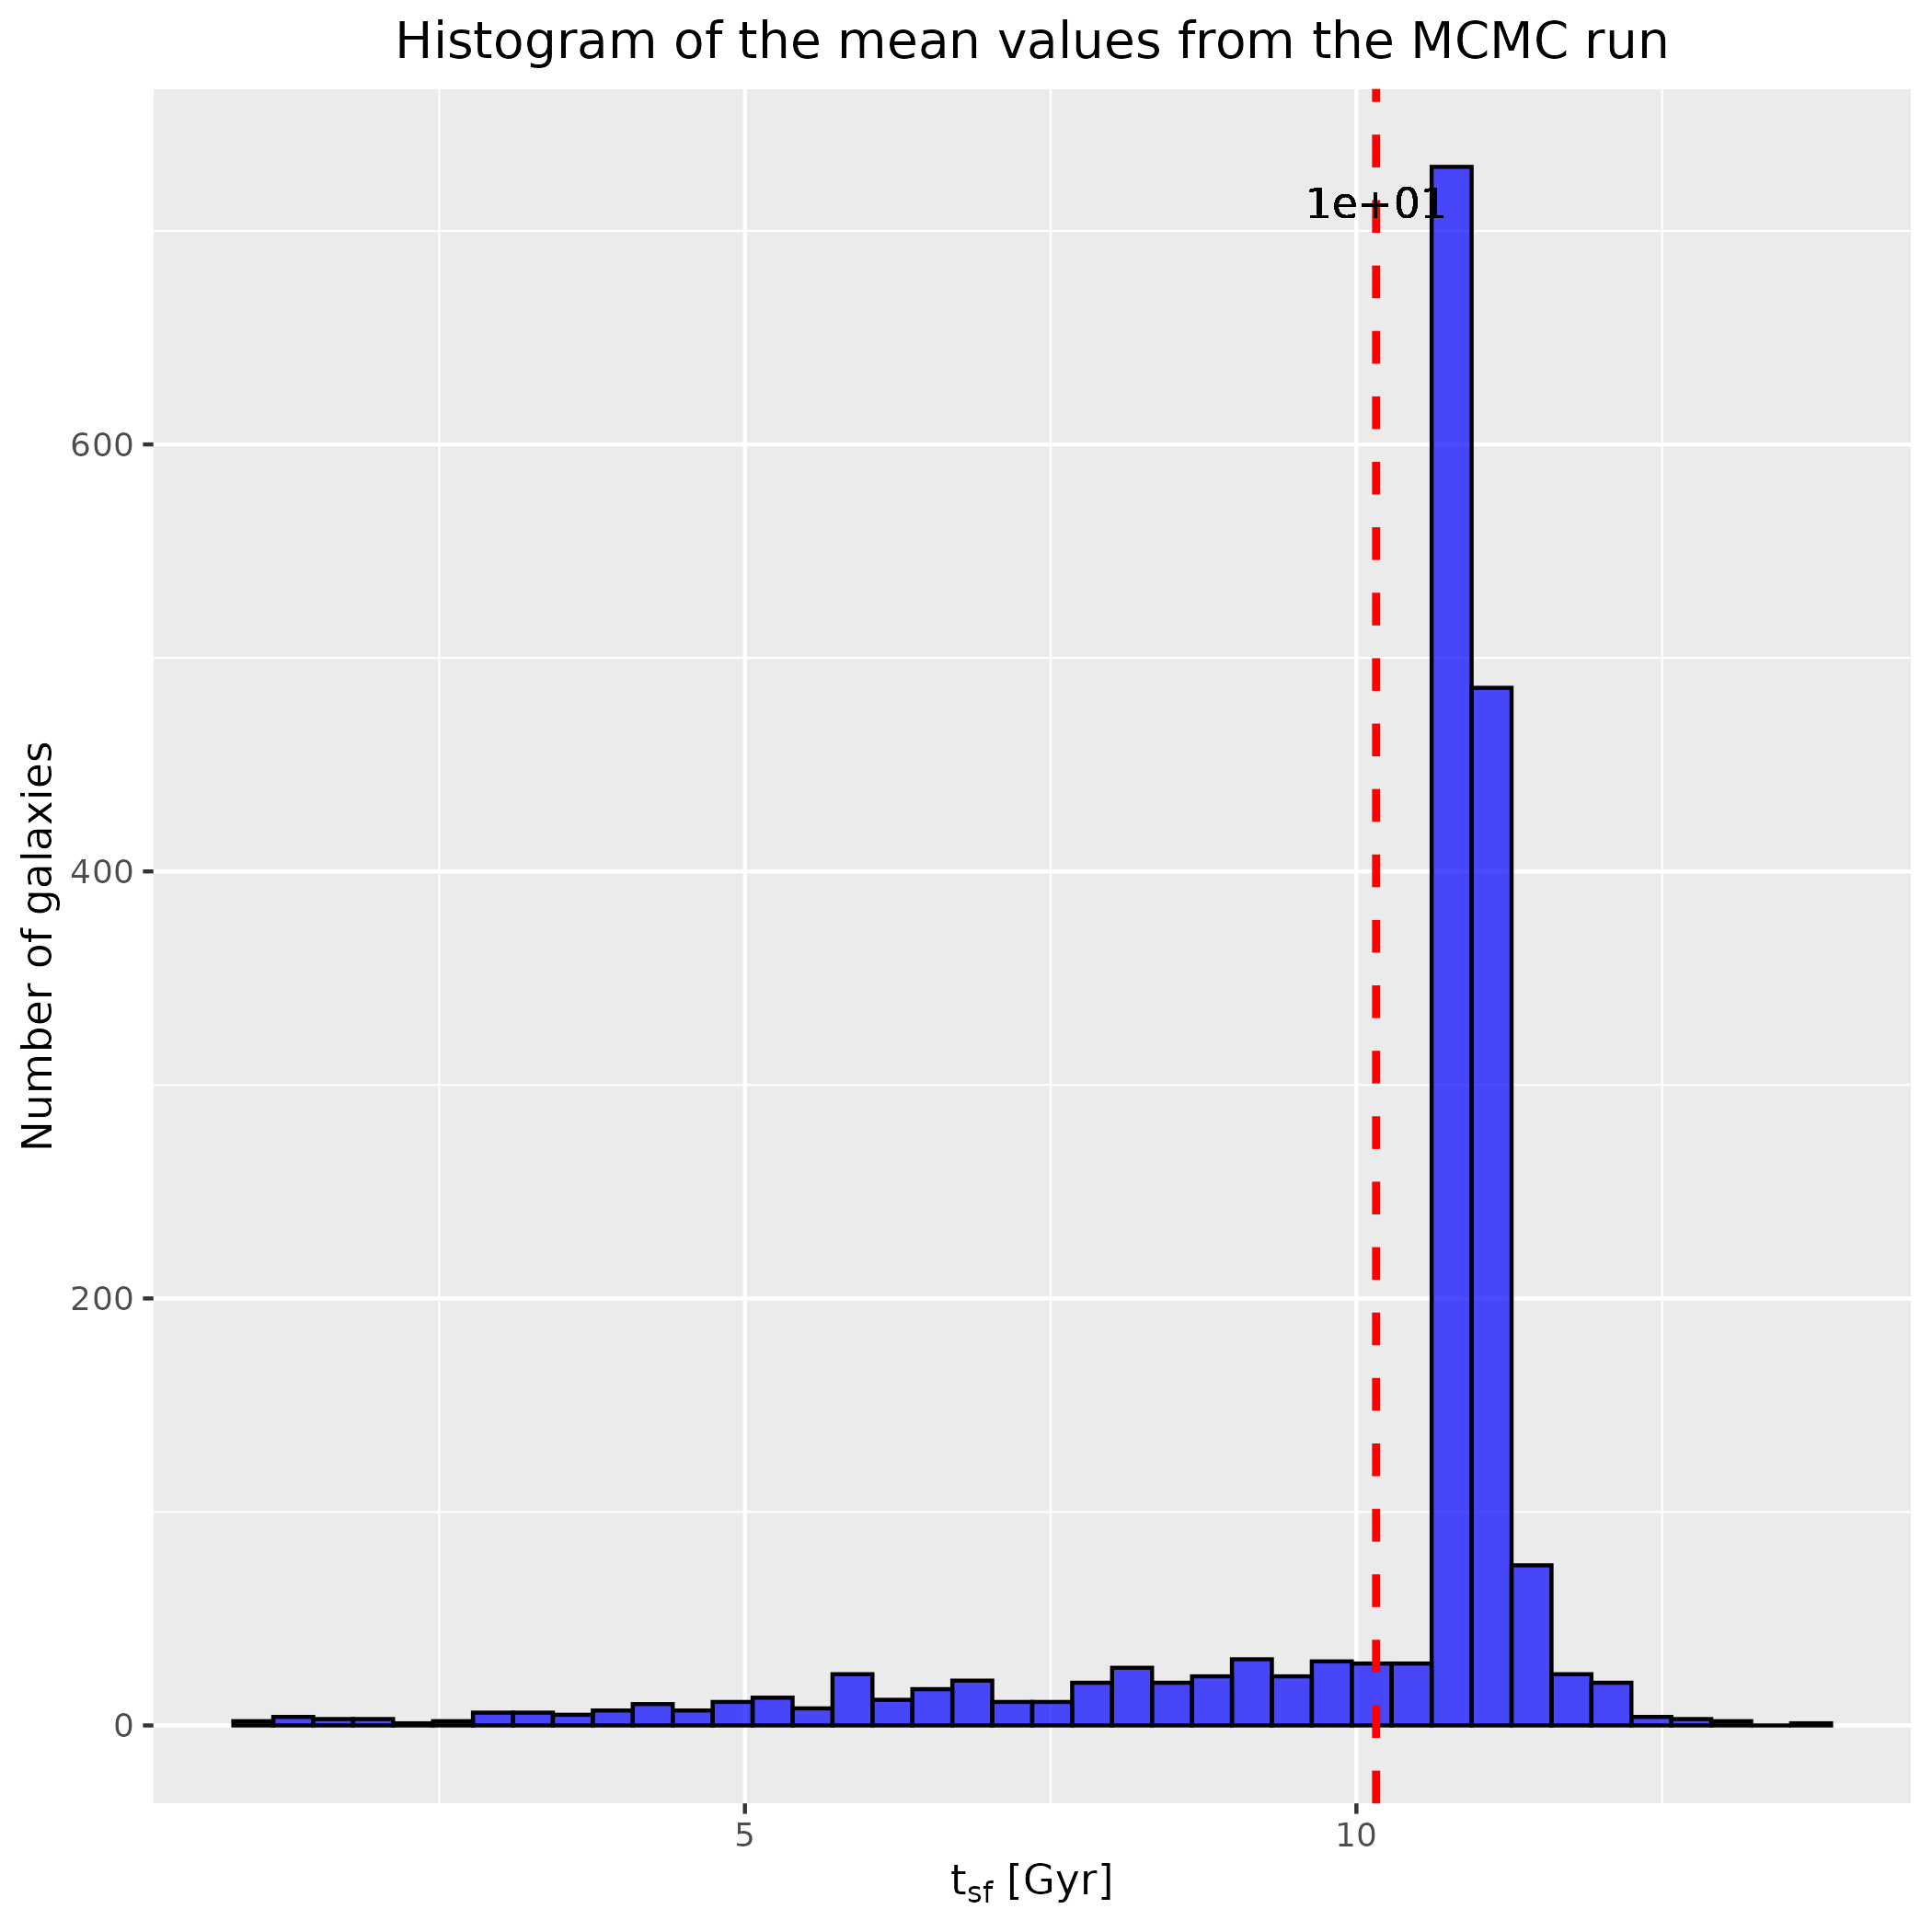 Histogram of the mean values from the MCMC run
1e+01
600
400
200
0
Number of galaxies
5
10
t_sf [Gyr]